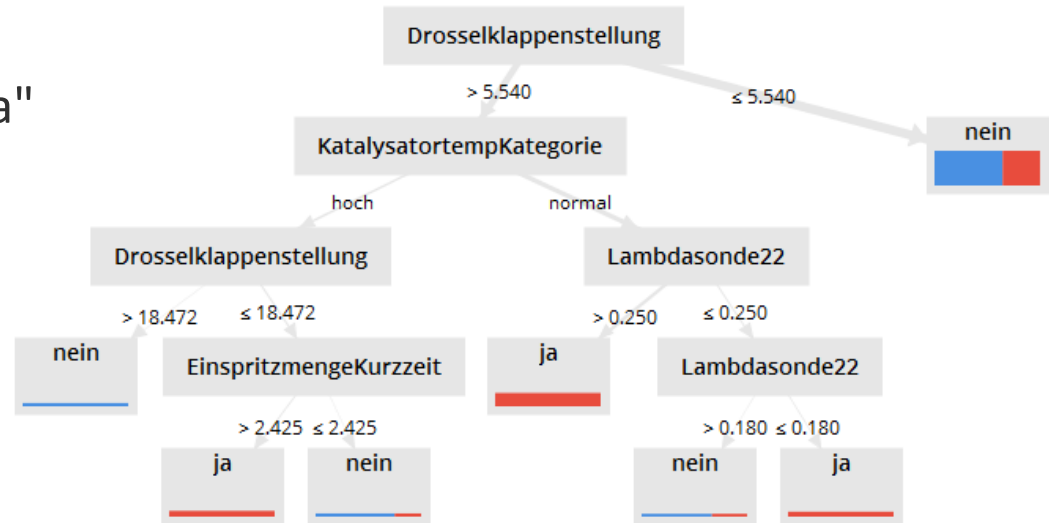 Drosselklappenstellung
a"
> 5.540
≤ 5.540
nein
KatalysatortempKategorie
hoch
normal
Drosselklappenstellung
Lambdasonde22
> 18.472
≤ 18.472
> 0.250
≤ 0.250
nein
EinspritzmengeKurzzeit
ja
Lambdasonde22
> 2.425
≤ 2.425
> 0.180
≤ 0.180
ja
nein
nein
ja